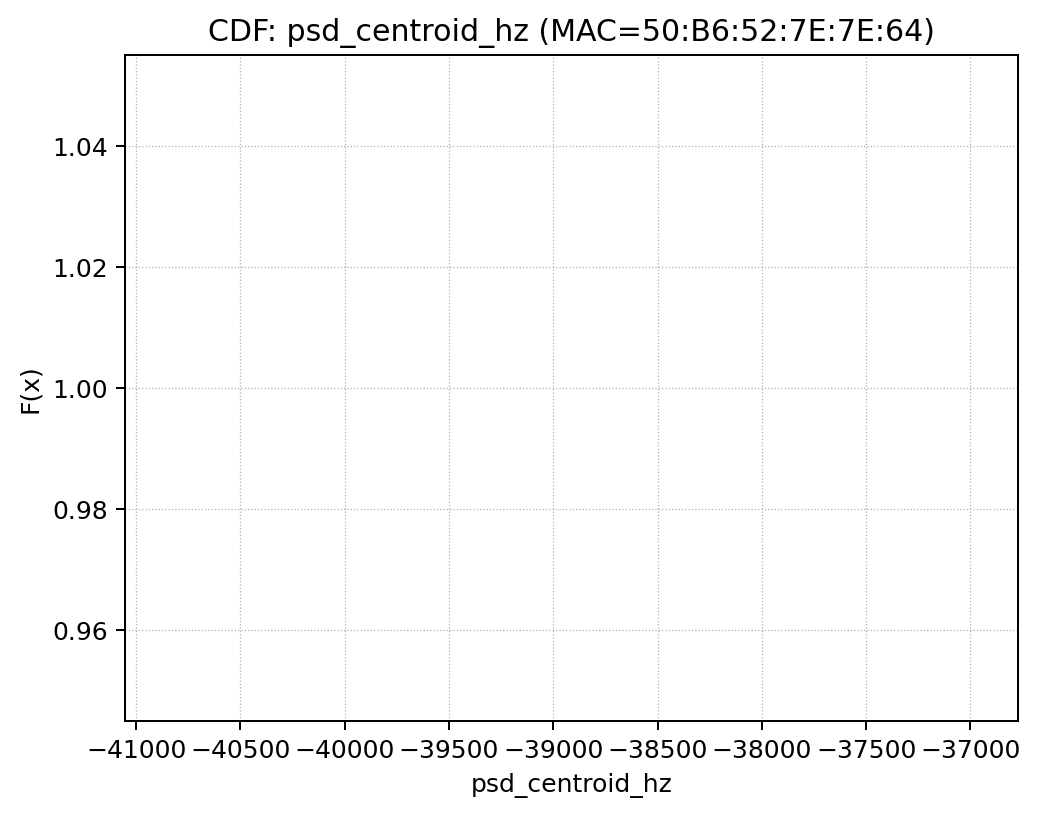 CDF: psd_centroid_hz (MAC=50:B6:52:7E:7E:64)
1.04
1.02
1.00
0.98
0.96
F(x)
−41000 −40500 −40000 −39500 −39000 −38500 −38000 −37500 −37000
psd_centroid_hz